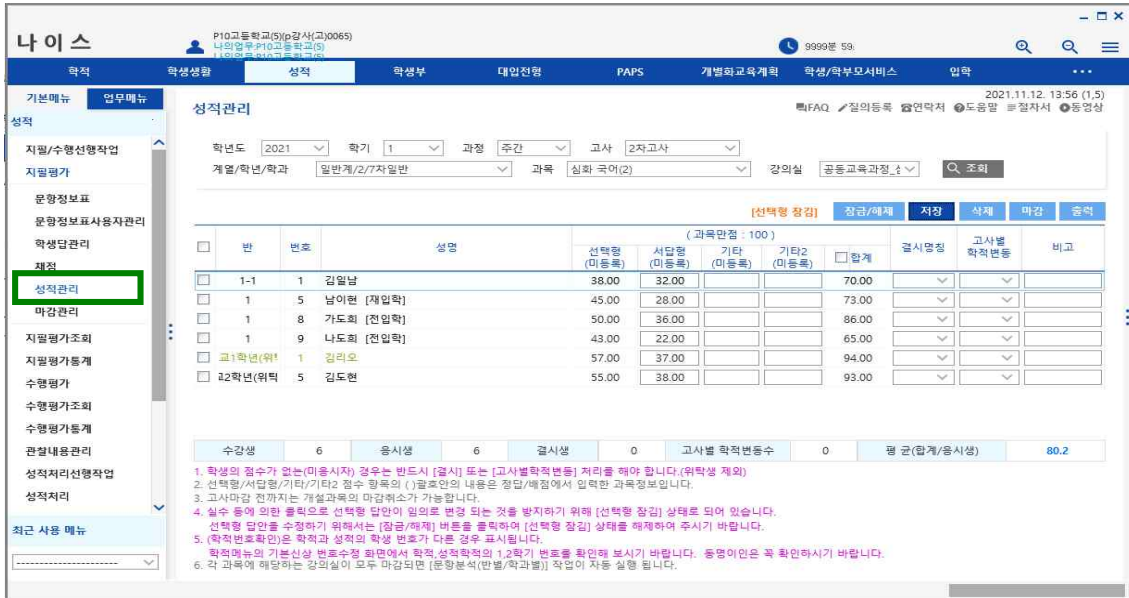 나이스
P10고등학교(5)(p강사(고)0065)
나의업무:P10고등학교(5)
9999분 59
학적 학생생활 성적 학생부 대입전형 PAPS 개별화교육계획 학생/학부모서비스 입학 ...
기본메뉴 업무메뉴
2021.11.12. 13:56 (1,5)
성적
성적관리
FAQ 질의등록 연락처 도움말 절차서 동영상
지필/수행선행작업
지필평가
문항정보표
문항정보표사용자관리
학생답관리
채점
성적관리
마감관리
지필평가조회
지필평가통계
수행평가
수행평가조회
수행평가통계
관찰내용관리
성적처리선행작업
성적처리
최근 사용 메뉴
----------------------
학년도 2021 학기 1 과정 주간 고사 2차고사
계열/학년/학과 일반계/2/7차일반 과목 심화 국어(2) 강의실 공동교육과정_ 조회
[선택형 잠김] 잠금/해제 저장 삭제 마감 출력
반 번호 성명 (과목만점 : 100) 결시명칭 고사별 학적변동 비고
선택형 (미등록) 서답형 (미등록) 기타 (미등록) 기타2 (미등록) 합계
1-1 1 김일남 38.00 32.00 70.00
1 5 남이현 [재입학] 45.00 28.00 73.00
1 8 가도희 [전입학] 50.00 36.00 86.00
1 9 나도희 [전입학] 43.00 22.00 65.00
교1학년(위탁 1 김리오 57.00 37.00 94.00
교2학년(위탁 5 김도현 55.00 38.00 93.00
수강생 6 응시생 6 결시생 0 고사별 학적변동수 0 평 균(합계/응시생) 80.2
1. 학생의 점수가 없는(미응시자) 경우는 반드시 [결시] 또는 [고사별학적변동] 처리를 해야 합니다.(위탁생 제외)
2. 선택형/서답형/기타/기타2 점수 항목의 ( )괄호안의 내용은 정답/배점에서 입력한 과목정보입니다.
3. 고사마감 전까지는 개설과목의 마감취소가 가능합니다.
4. 실수 등에 의한 클릭으로 선택형 답안이 임의로 변경 되는 것을 방지하기 위해 [선택형 잠김] 상태로 되어 있습니다.
선택형 답안을 수정하기 위해서는 [잠금/해제] 버튼을 클릭하여 [선택형 잠김] 상태를 해제하여 주시기 바랍니다.
5. (학적번호확인)은 학적과 성적의 학생 번호가 다른 경우 표시됩니다.
학적메뉴의 기본신상 번호수정 화면에서 학적,성적학적의 1,2학기 번호를 확인해 보시기 바랍니다. 동명이인은 꼭 확인하시기 바랍니다.
6. 각 과목에 해당하는 강의실이 모두 마감되면 [문항분석(반별/학과별)] 작업이 자동 실행 됩니다.